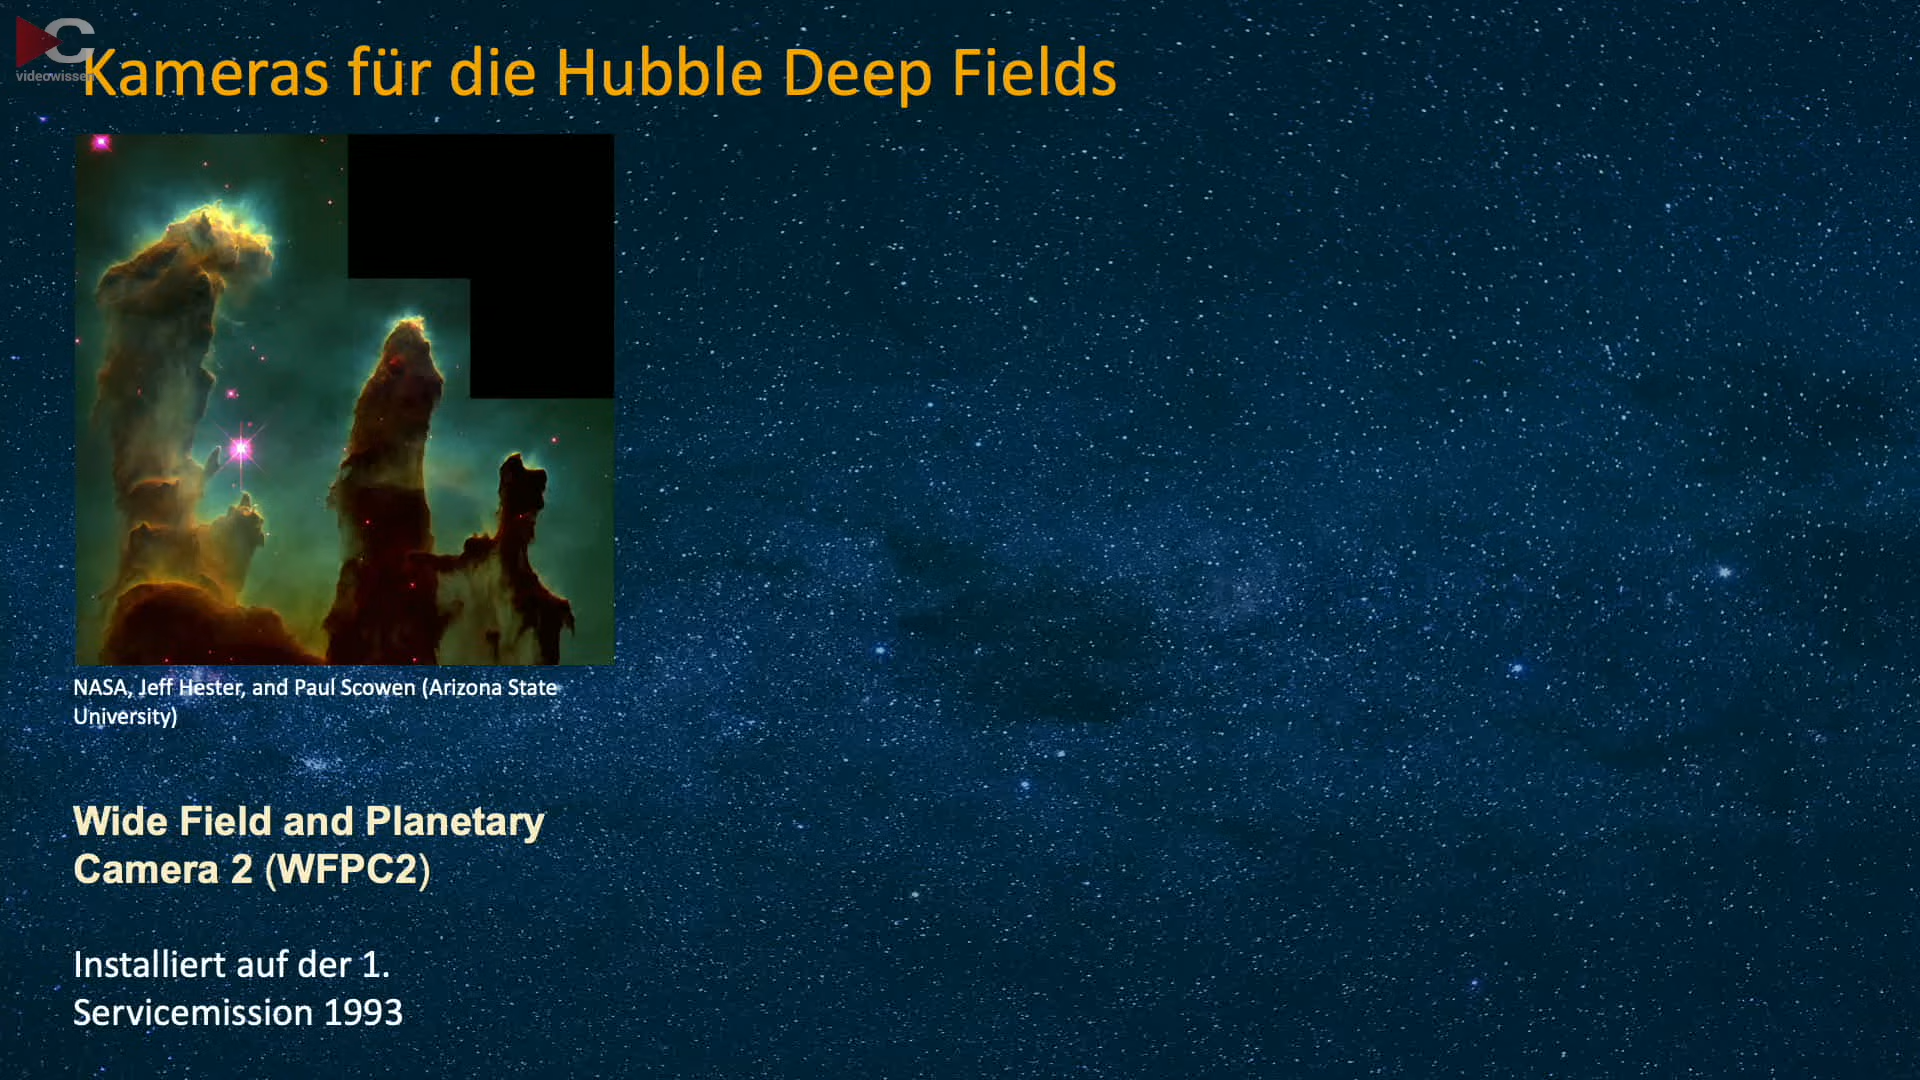 videowissen
Kameras für die Hubble Deep Fields
NASA, Jeff Hester, and Paul Scowen (Arizona State
University)
Wide Field and Planetary
Camera 2 (WFPC2)
Installiert auf der 1.
Servicemission 1993